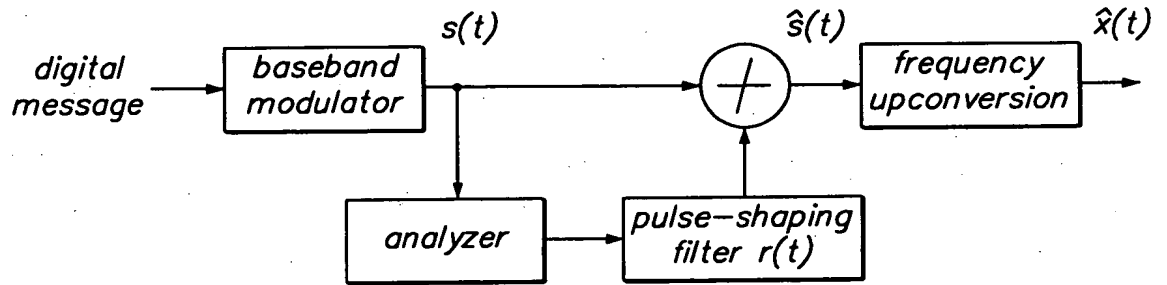 s(t)
ŝ(t)
x̂(t)
digital
message
baseband
modulator
+
frequency
upconversion
analyzer
pulse-shaping
filter r(t)